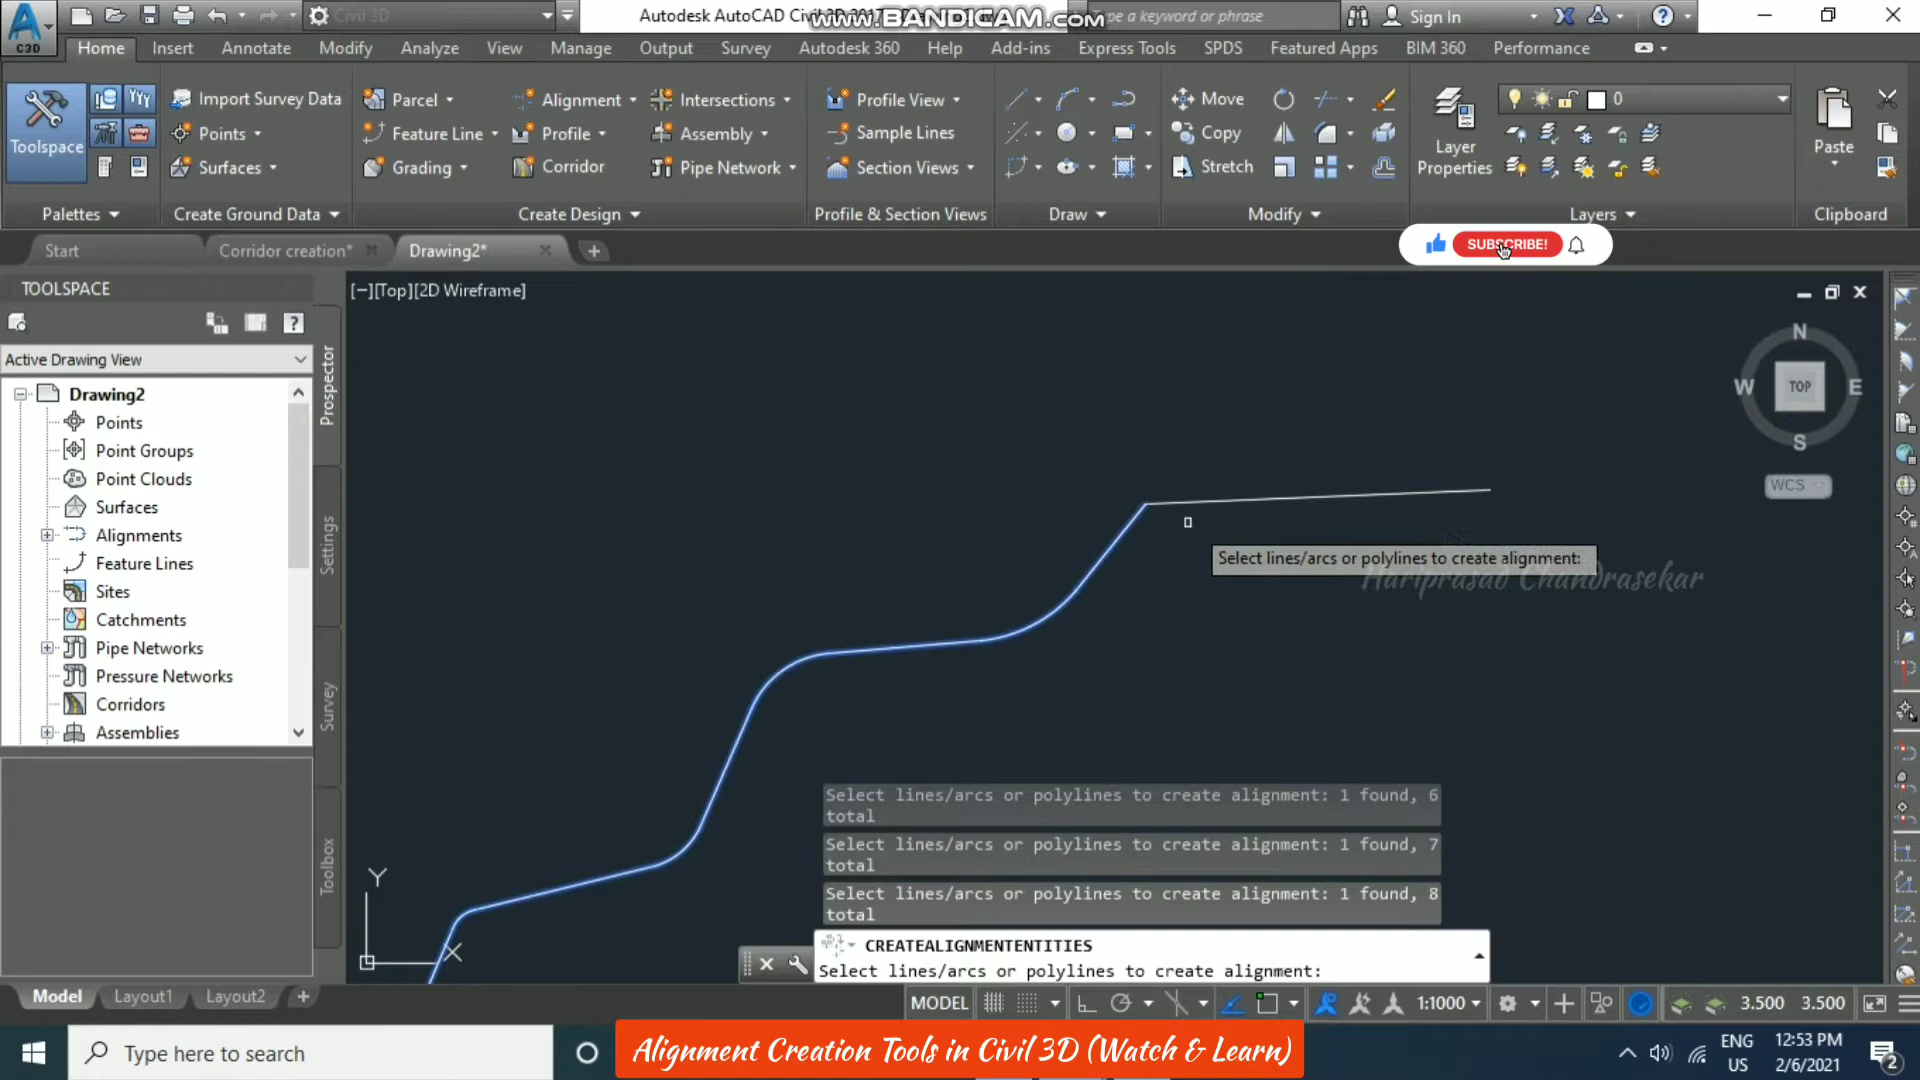 C3D
Civil 3D
Autodesk AutoCAD Civil 3D 2017
www.BANDICAM.com
Type a keyword or phrase
Sign In
Home Insert Annotate Modify Analyze View Manage Output Survey Autodesk 360 Help Add-ins Express Tools SPDS Featured Apps BIM 360 Performance
Toolspace
Import Survey Data
Points
Surfaces
Parcel
Feature Line
Grading
Alignment
Profile
Corridor
Intersections
Assembly
Pipe Network
Profile View
Sample Lines
Section Views
Move
Copy
Stretch
Layer
Properties
0
Paste
Palettes
Create Ground Data
Create Design
Profile & Section Views
Draw
Modify
Layers
Clipboard
Start
Corridor creation*
Drawing2*
SUBSCRIBE!
TOOLSPACE
Active Drawing View
Drawing2
Points
Point Groups
Point Clouds
Surfaces
Alignments
Feature Lines
Sites
Catchments
Pipe Networks
Pressure Networks
Corridors
Assemblies
Prospector
Settings
Survey
Toolbox
[−][Top][2D Wireframe]
N
W TOP E
S
WCS
Select lines/arcs or polylines to create alignment:
Hariprasad Chandrasekar
Y
X
Select lines/arcs or polylines to create alignment: 1 found, 6
total
Select lines/arcs or polylines to create alignment: 1 found, 7
total
Select lines/arcs or polylines to create alignment: 1 found, 8
total
CREATEALIGNMENTENTITIES
Select lines/arcs or polylines to create alignment:
Model Layout1 Layout2
MODEL
1:1000
3.500 3.500
Type here to search
Alignment Creation Tools in Civil 3D (Watch & Learn)
ENG
US
12:53 PM
2/6/2021
2